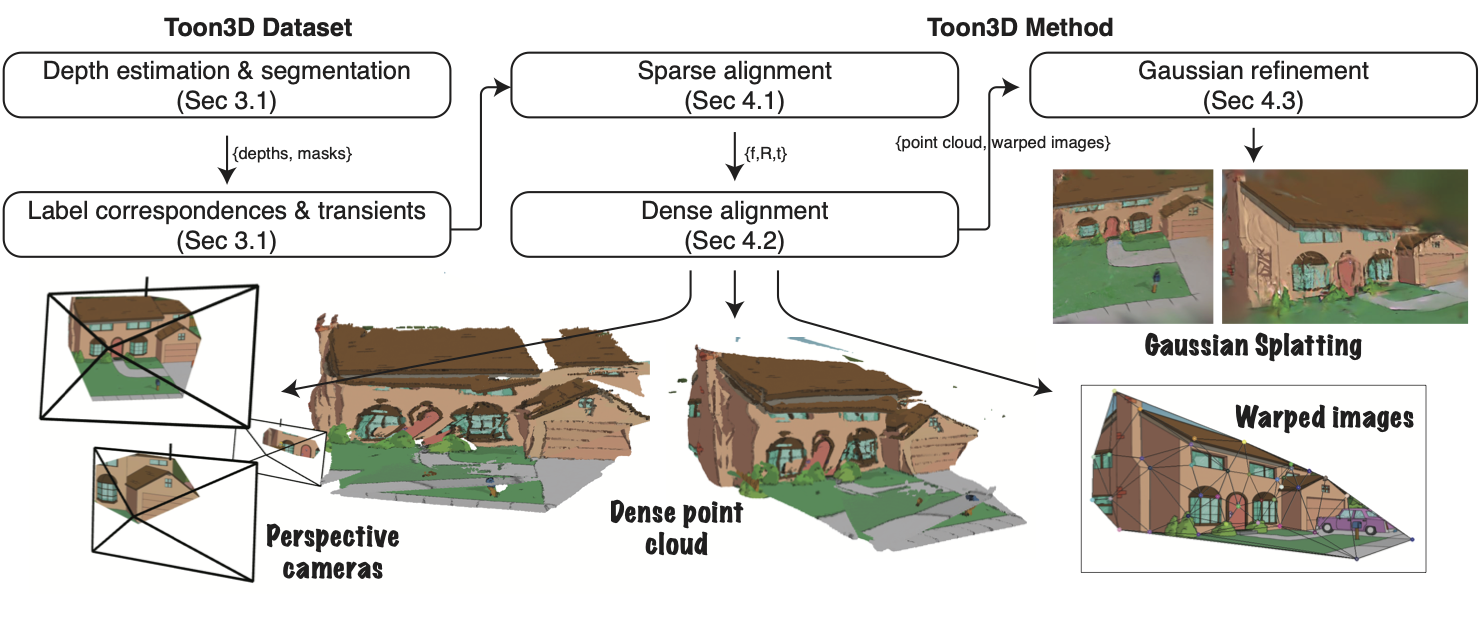 Toon3D Dataset
Toon3D Method
Depth estimation & segmentation
(Sec 3.1)
{depths, masks}
Label correspondences & transients
(Sec 3.1)
Sparse alignment
(Sec 4.1)
{f,R,t}
Dense alignment
(Sec 4.2)
{point cloud, warped images}
Gaussian refinement
(Sec 4.3)
Gaussian Splatting
Perspective
cameras
Dense point
cloud
Warped images